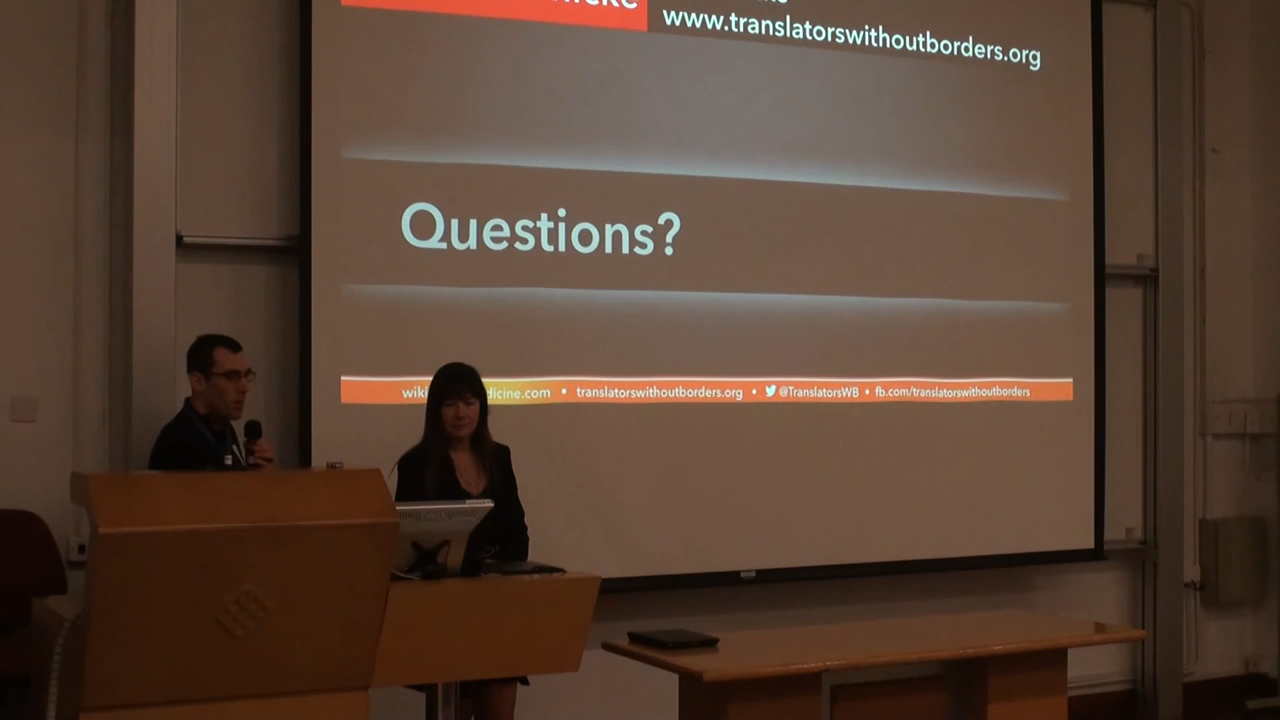 www.translatorswithoutborders.org
Questions?
translatorswithoutborders.org • @TranslatorsWB • fb.com/translatorswithoutborders